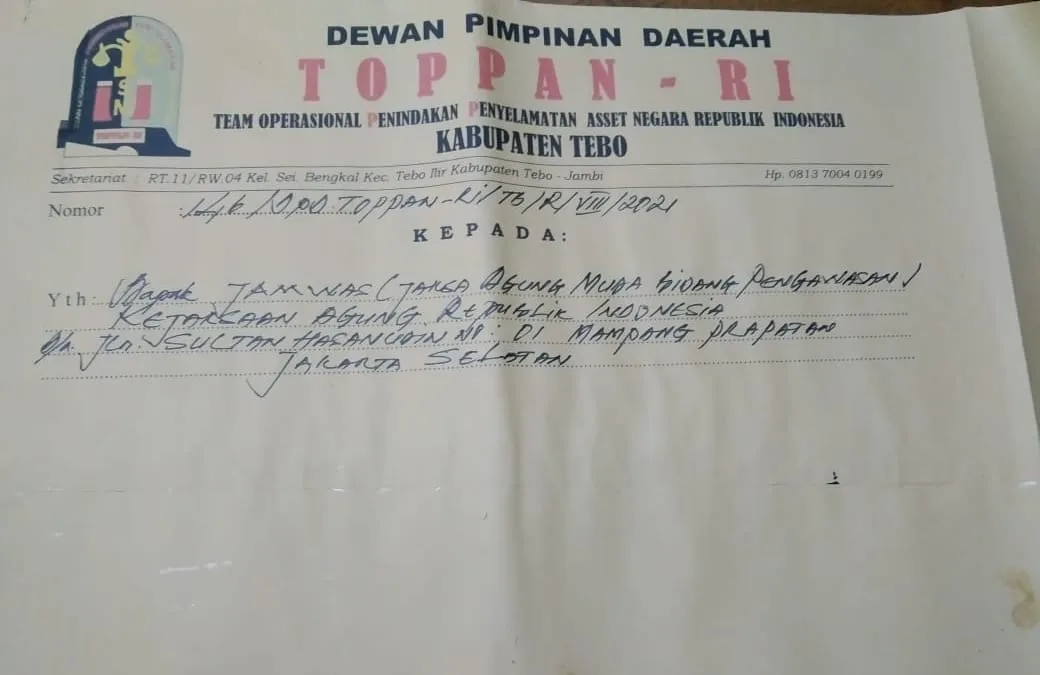 DEWAN PIMPINAN DAERAH
TOPPAN - RI
TEAM OPERASIONAL PENINDAKAN PENYELAMATAN ASSET NEGARA REPUBLIK INDONESIA
KABUPATEN TEBO
TOPPAN-RI
Sekretariat : RT.11/RW.04 Kel. Sei. Bengkal Kec. Tebo Ilir Kabupaten Tebo - Jambi
Hp. 0813 7004 0199
Nomor : /DPD TOPPAN-Ri/Tb/R/VIII/2021
KEPADA:
Yth: Bapak JAMWAS (JAKSA AGUNG MUDA BIDANG PENGAWASAN)
KEJAKSAAN AGUNG REPUBLIK INDONESIA
Jln. SULTAN HASANUDIN No: 01 MAMPANG PRAPATAN
JAKARTA SELATAN